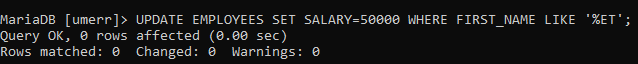 MariaDB [umerr]> UPDATE EMPLOYEES SET SALARY=50000 WHERE FIRST_NAME LIKE '%ET';
Query OK, 0 rows affected (0.00 sec)
Rows matched: 0  Changed: 0  Warnings: 0